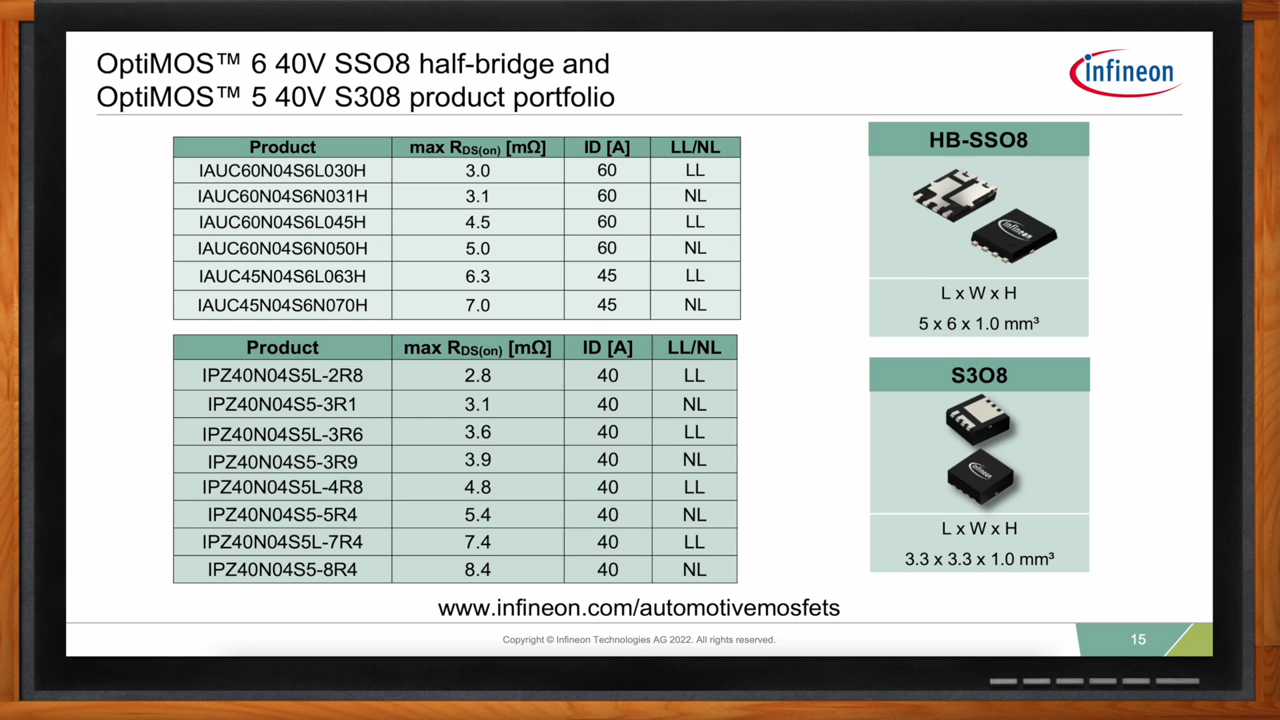 OptiMOS™ 6 40V SSO8 half-bridge and
OptiMOS™ 5 40V S308 product portfolio
infineon
Product max RDS(on) [mΩ] ID [A] LL/NL
IAUC60N04S6L030H 3.0 60 LL
IAUC60N04S6N031H 3.1 60 NL
IAUC60N04S6L045H 4.5 60 LL
IAUC60N04S6N050H 5.0 60 NL
IAUC45N04S6L063H 6.3 45 LL
IAUC45N04S6N070H 7.0 45 NL
Product max RDS(on) [mΩ] ID [A] LL/NL
IPZ40N04S5L-2R8 2.8 40 LL
IPZ40N04S5-3R1 3.1 40 NL
IPZ40N04S5L-3R6 3.6 40 LL
IPZ40N04S5-3R9 3.9 40 NL
IPZ40N04S5L-4R8 4.8 40 LL
IPZ40N04S5-5R4 5.4 40 NL
IPZ40N04S5L-7R4 7.4 40 LL
IPZ40N04S5-8R4 8.4 40 NL
HB-SSO8
infineon
L x W x H
5 x 6 x 1.0 mm³
S3O8
infineon
L x W x H
3.3 x 3.3 x 1.0 mm³
www.infineon.com/automotivemosfets
Copyright © Infineon Technologies AG 2022. All rights reserved.
15